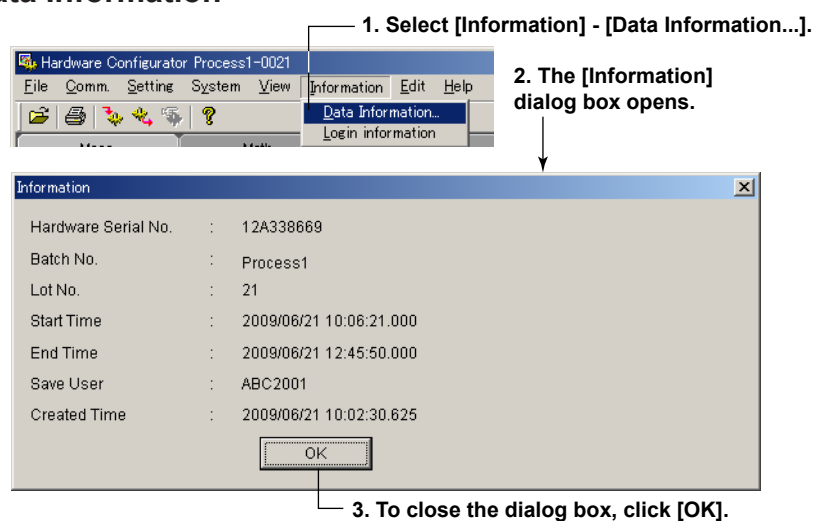 Data Information
1. Select [Information] - [Data Information...].
Hardware Configurator Process1-0021
File Comm. Setting System View Information Edit Help
2. The [Information]
dialog box opens.
Data Information...
Login information
Information
Hardware Serial No. : 12A338669
Batch No. : Process1
Lot No. : 21
Start Time : 2009/06/21 10:06:21.000
End Time : 2009/06/21 12:45:50.000
Save User : ABC2001
Created Time : 2009/06/21 10:02:30.625
OK
3. To close the dialog box, click [OK].